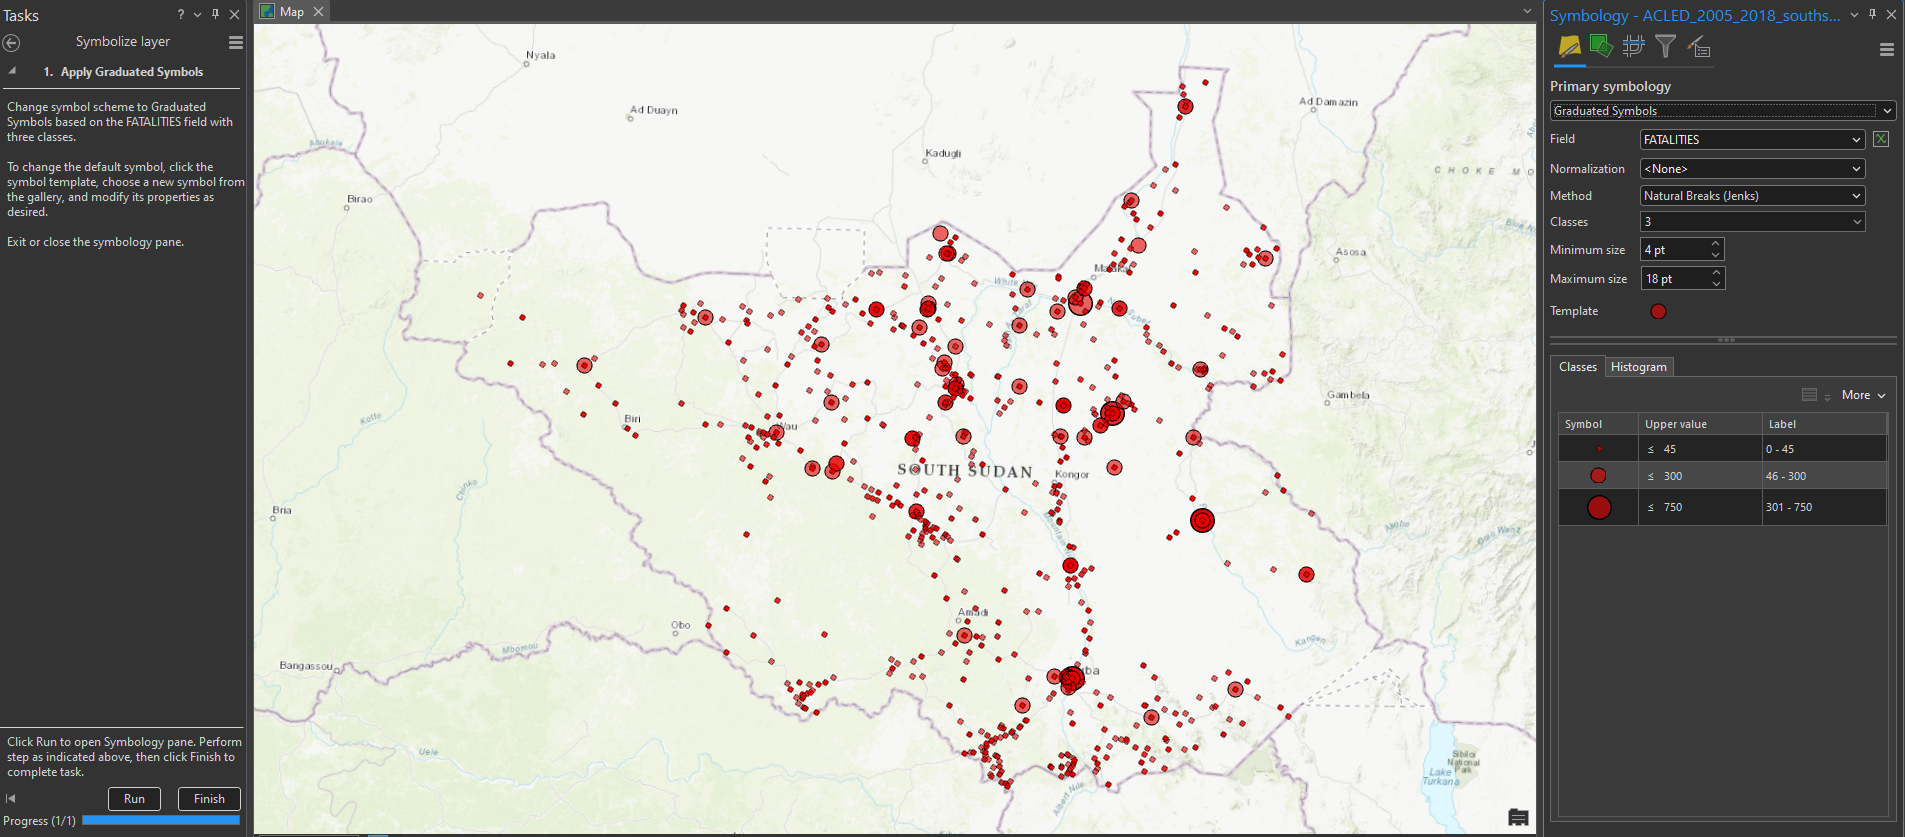 Tasks
?
Symbolize layer
1. Apply Graduated Symbols
Change symbol scheme to Graduated
Symbols based on the FATALITIES field with
three classes.
To change the default symbol, click the
symbol template, choose a new symbol from
the gallery, and modify its properties as
desired.
Exit or close the symbology pane.
Click Run to open Symbology pane. Perform
step as indicated above, then click Finish to
complete task.
Run
Finish
Progress (1/1)
Map
Nyala
Ad Duayn
Kadugli
Ad Damazin
CHOKE MO
Birao
Asosa
White
Gambela
Biri
Wau
SOUTH SUDAN
Kongor
Bria
Chinko
Kotto
Akobo
Omo Wenz
Amadi
Obo
Mbomou
Bangassou
Kangen
Uele
Albert Nile
Sibiloi
National
Park
Lake
Turkana
Symbology - ACLED_2005_2018_souths...
Primary symbology
Graduated Symbols
Field
FATALITIES
Normalization
<None>
Method
Natural Breaks (Jenks)
Classes
3
Minimum size
4 pt
Maximum size
18 pt
Template
Classes
Histogram
More
Symbol
Upper value
Label
≤ 45
0 - 45
≤ 300
46 - 300
≤ 750
301 - 750